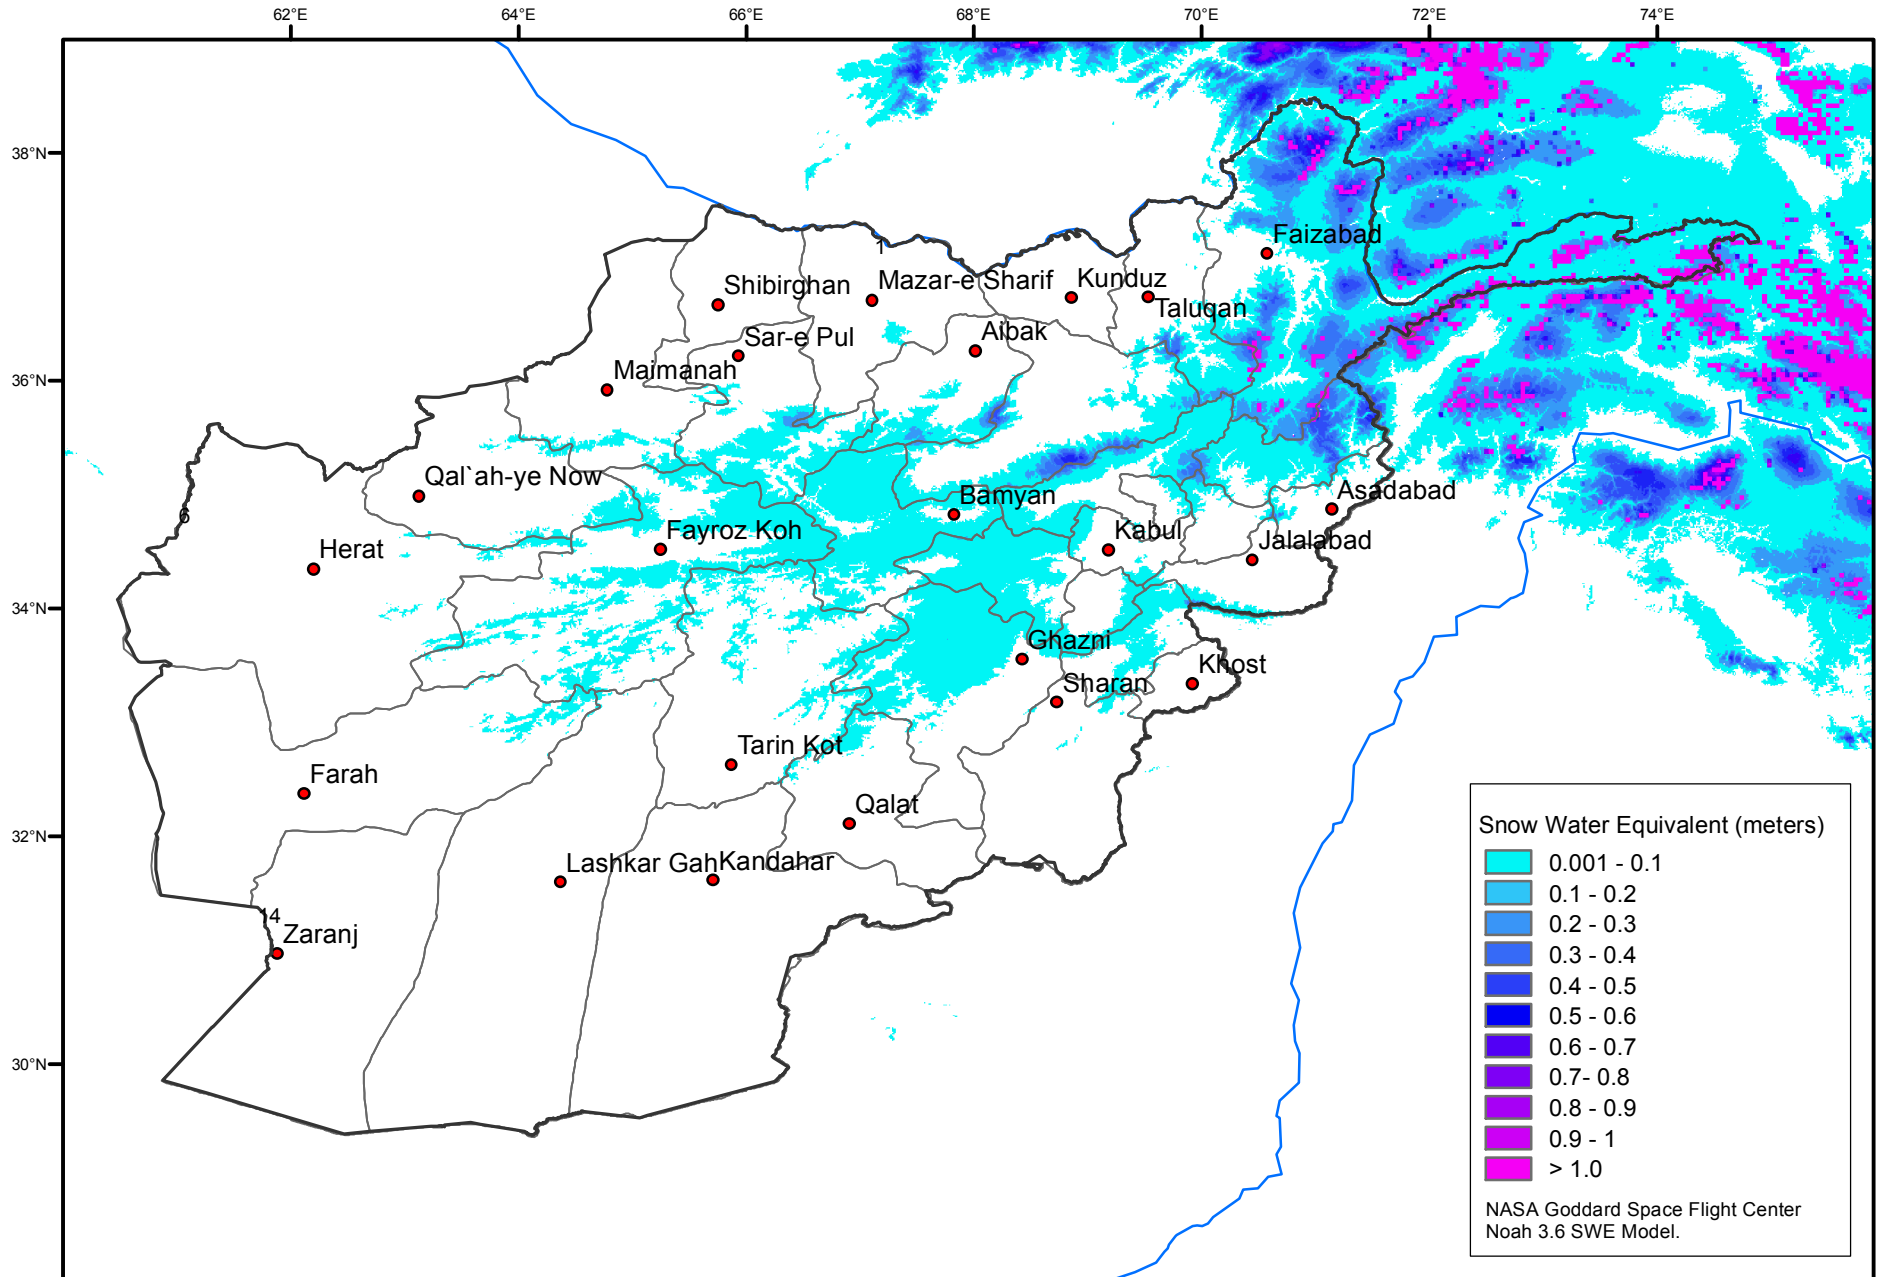 62°E 64°E 66°E 68°E 70°E 72°E 74°E
38°N
36°N
34°N
32°N
30°N
1
6
14
Faizabad
Shibirghan
Mazar-e Sharif
Kunduz
Taluqan
Sar-e Pul
Aibak
Maimanah
Qal`ah-ye Now
Bamyan
Asadabad
Fayroz Koh
Kabul
Jalalabad
Herat
Ghazni
Khost
Sharan
Tarin Kot
Farah
Qalat
Lashkar Gah
Kandahar
Zaranj
Snow Water Equivalent (meters)
0.001 - 0.1
0.1 - 0.2
0.2 - 0.3
0.3 - 0.4
0.4 - 0.5
0.5 - 0.6
0.6 - 0.7
0.7- 0.8
0.8 - 0.9
0.9 - 1
> 1.0
NASA Goddard Space Flight Center
Noah 3.6 SWE Model.